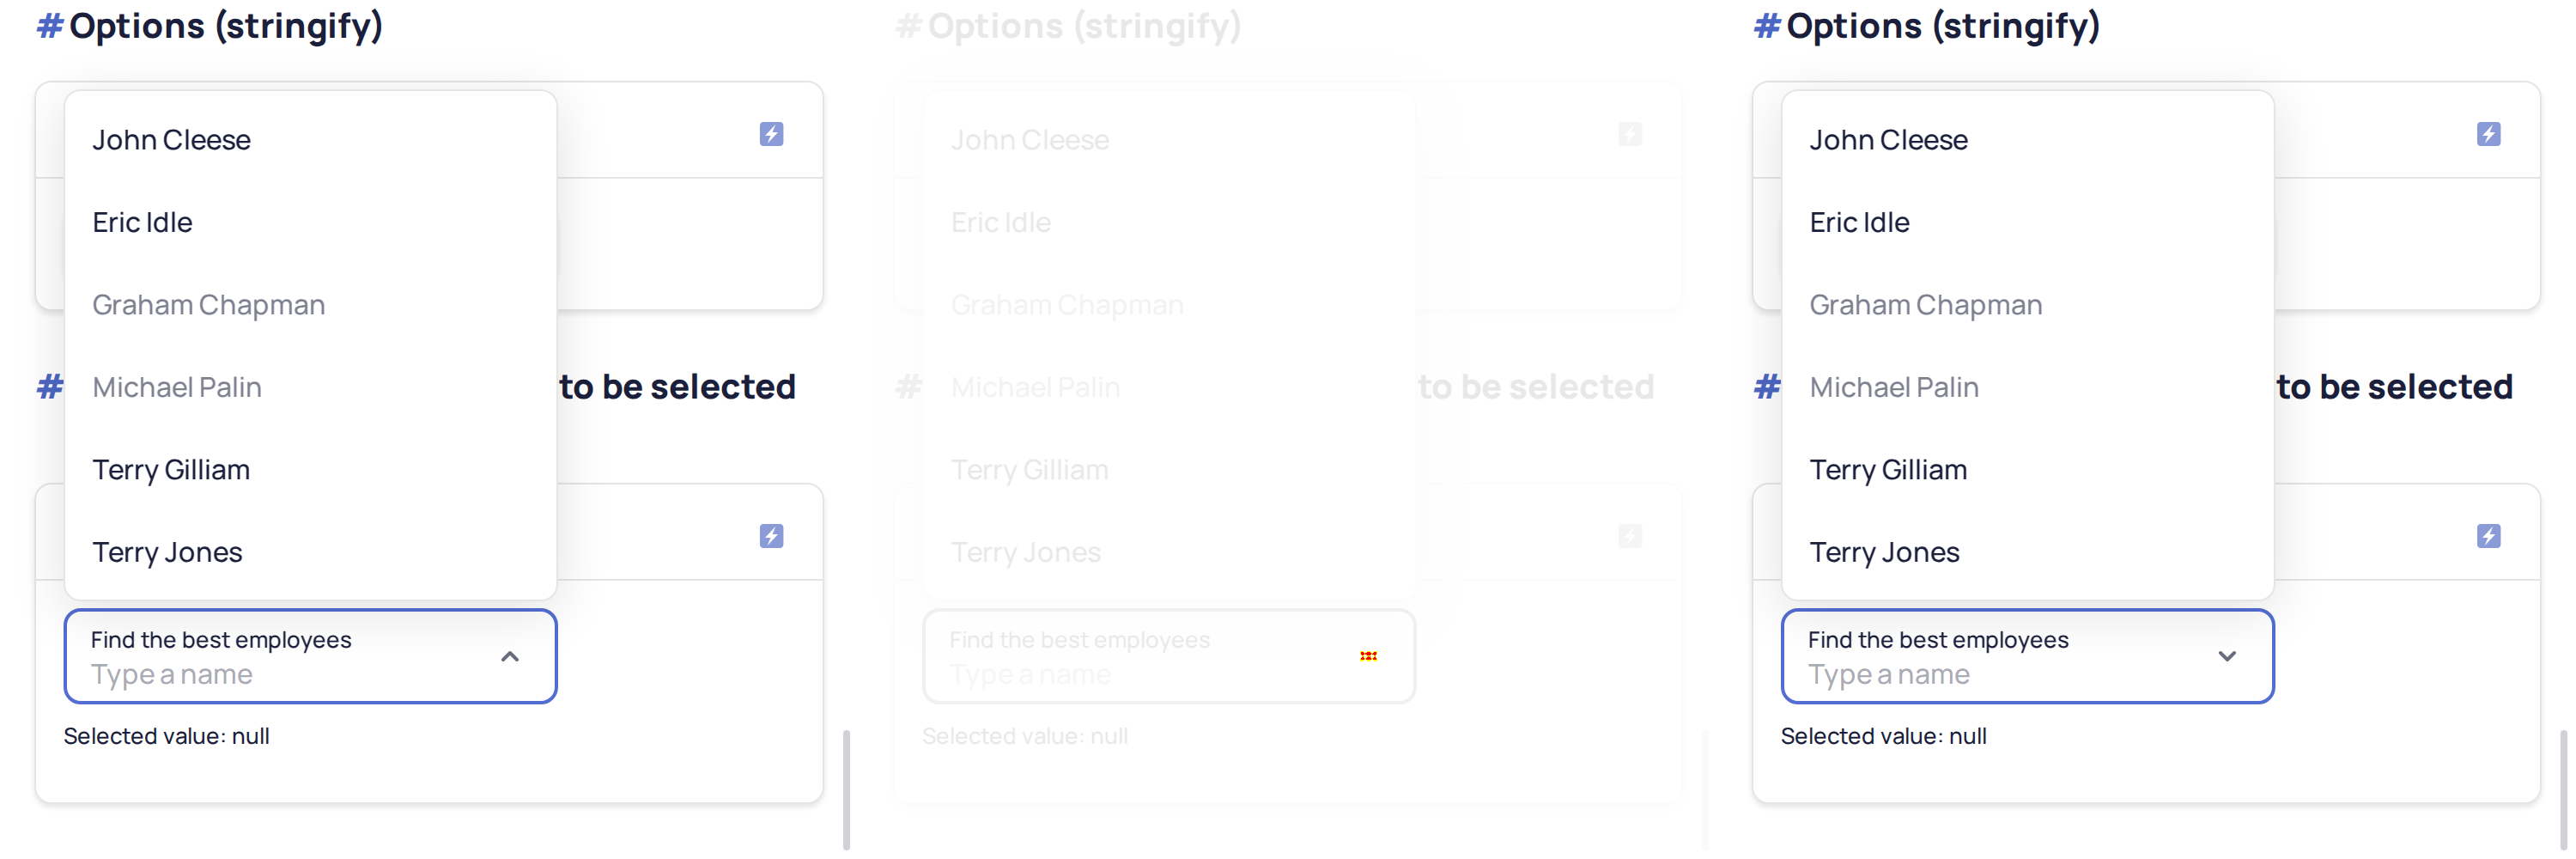 # Options (stringify)
John Cleese
Eric Idle
Graham Chapman
Michael Palin
# to be selected
Terry Gilliam
Terry Jones
Find the best employees
Type a name
Selected value: null
# Options (stringify)
John Cleese
Eric Idle
Graham Chapman
Michael Palin
# to be selected
Terry Gilliam
Terry Jones
Find the best employees
Type a name
Selected value: null
# Options (stringify)
John Cleese
Eric Idle
Graham Chapman
Michael Palin
# to be selected
Terry Gilliam
Terry Jones
Find the best employees
Type a name
Selected value: null